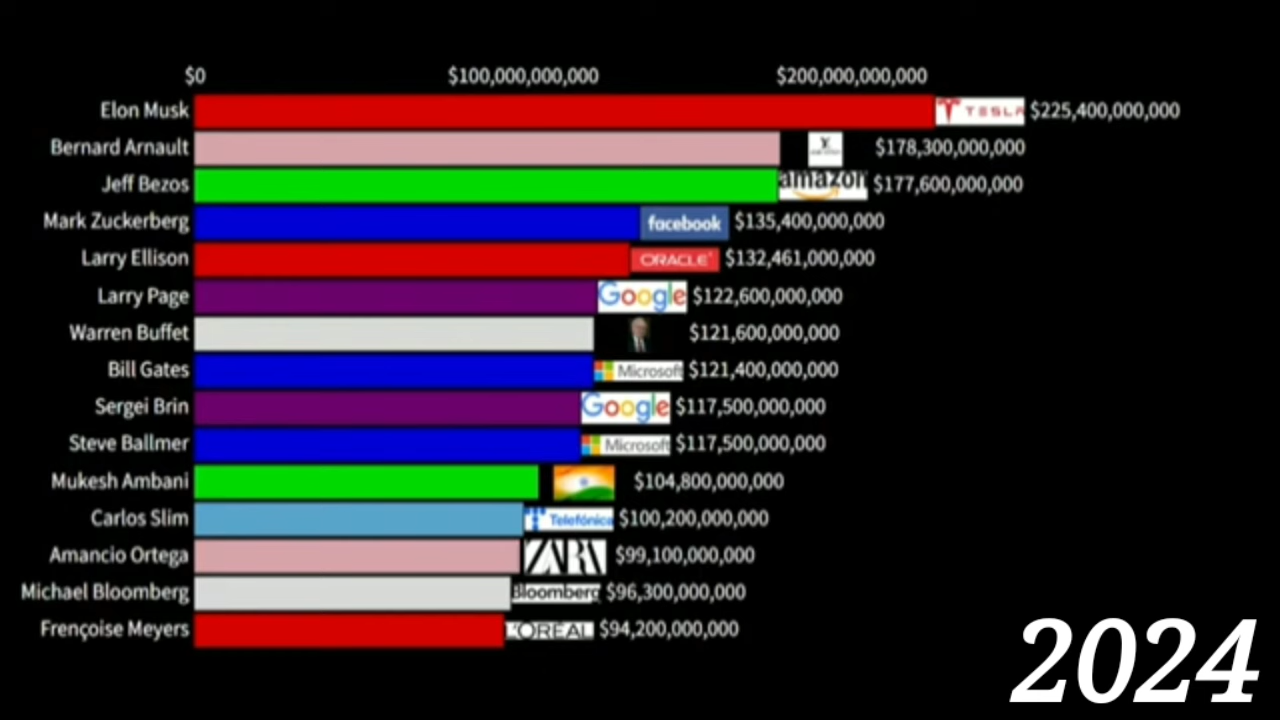 $0 $100,000,000,000 $200,000,000,000
Elon Musk TESLA $225,400,000,000
Bernard Arnault $178,300,000,000
Jeff Bezos amazon $177,600,000,000
Mark Zuckerberg facebook $135,400,000,000
Larry Ellison ORACLE $132,461,000,000
Larry Page Google $122,600,000,000
Warren Buffet $121,600,000,000
Bill Gates Microsoft $121,400,000,000
Sergei Brin Google $117,500,000,000
Steve Ballmer Microsoft $117,500,000,000
Mukesh Ambani $104,800,000,000
Carlos Slim Telefónica $100,200,000,000
Amancio Ortega ZARA $99,100,000,000
Michael Bloomberg Bloomberg $96,300,000,000
Frençoise Meyers L'ORÉAL $94,200,000,000
2024